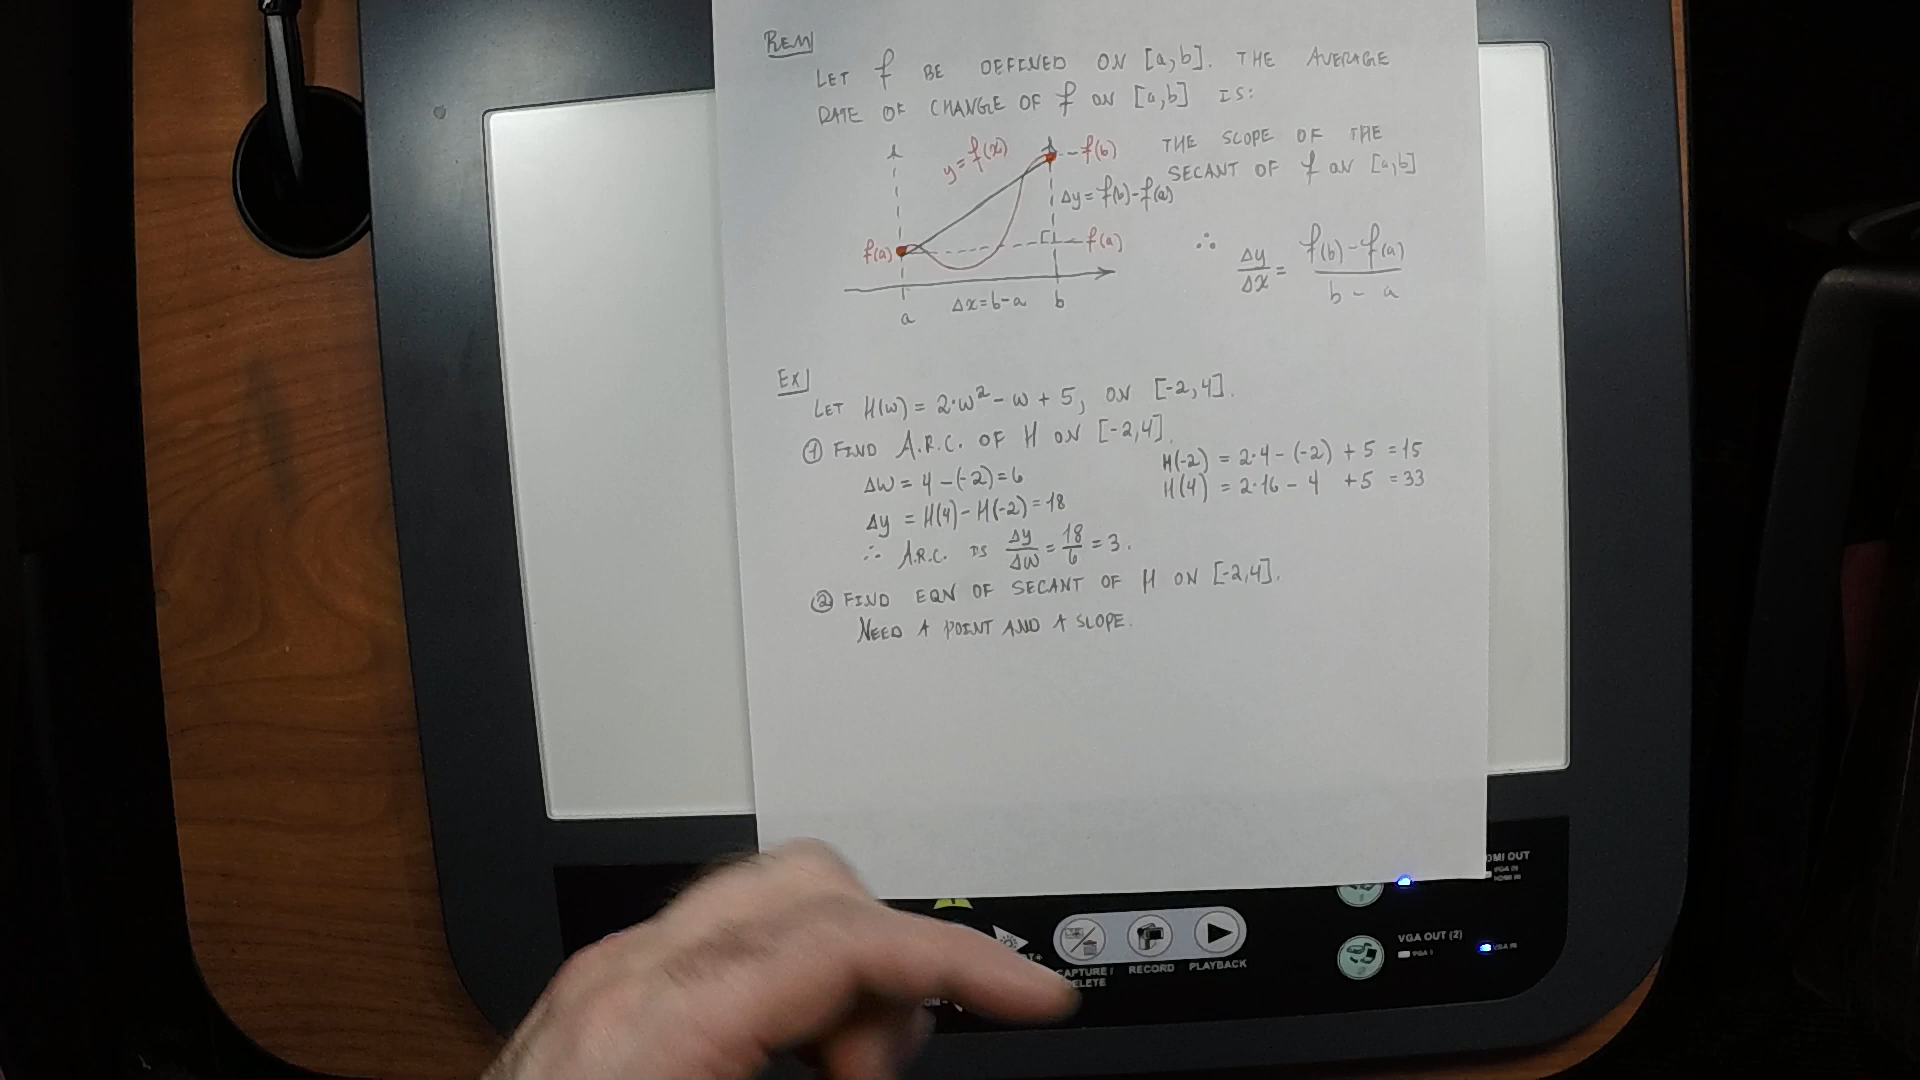 REM
LET f BE DEFINED ON [a,b]. THE AVERAGE
RATE OF CHANGE OF f ON [a,b] IS:
THE SCOPE OF THE
SECANT OF f ON [a,b]
y=f(x)
f(b)
Δy=f(b)-f(a)
f(a)
f(a)
∴ Δy/Δx = (f(b)-f(a))/(b-a)
Δx=b-a
a
b
EX
LET H(w) = 2·w²-w+5, ON [-2,4].
① FIND A.R.C. OF H ON [-2,4].
H(-2) = 2·4-(-2)+5 =15
H(4) = 2·16-4 +5 =33
Δw = 4-(-2)=6
Δy = H(4)-H(-2)=18
∴ A.R.C. IS Δy/Δw = 18/6 = 3.
② FIND EQN OF SECANT OF H ON [-2,4].
NEED A POINT AND A SLOPE.
CAPTURE /
DELETE
RECORD
PLAYBACK
VGA OUT (2)